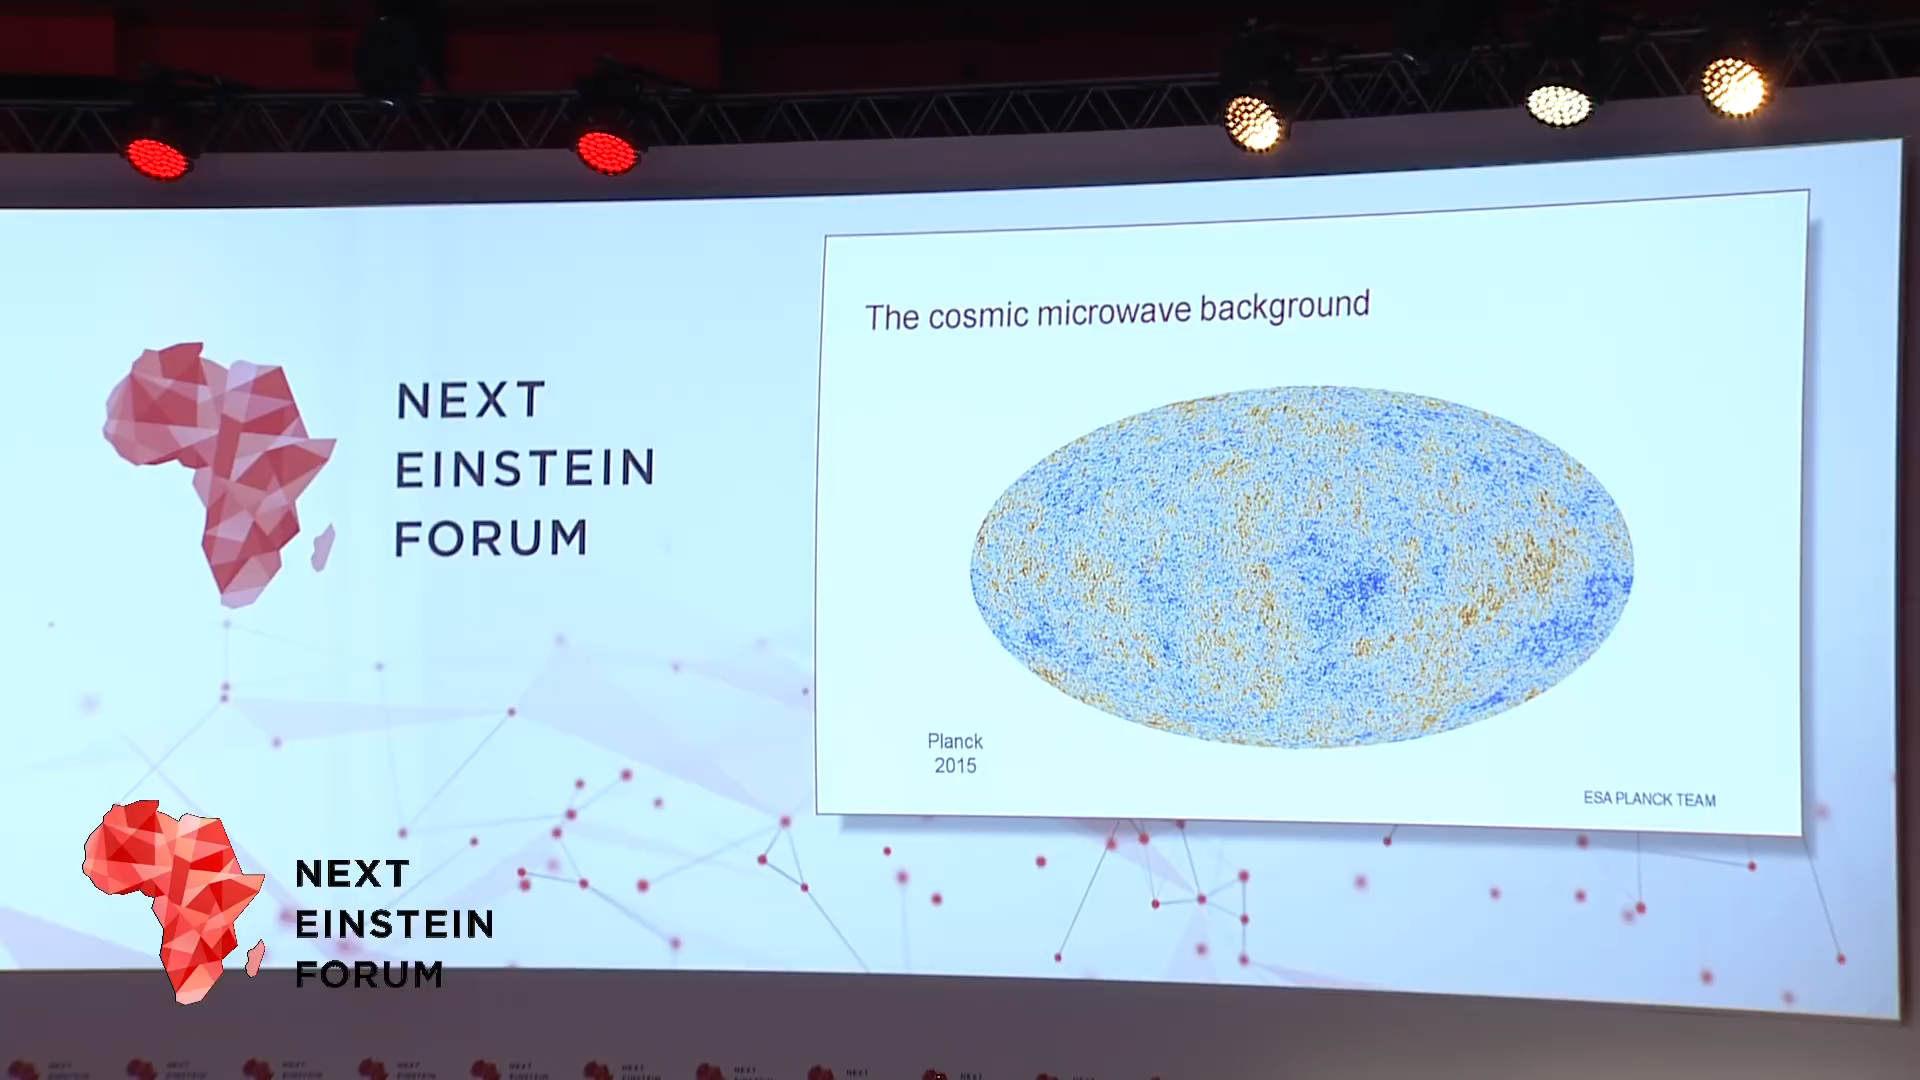 NEXT
EINSTEIN
FORUM
The cosmic microwave background
Planck
2015
ESA PLANCK TEAM
NEXT
EINSTEIN
FORUM